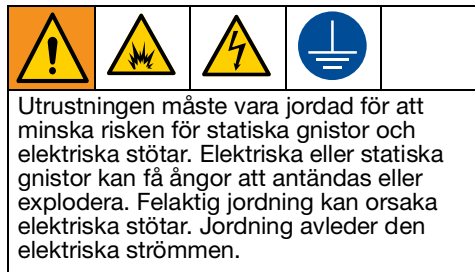 Utrustningen måste vara jordad för att
minska risken för statiska gnistor och
elektriska stötar. Elektriska eller statiska
gnistor kan få ångor att antändas eller
explodera. Felaktig jordning kan orsaka
elektriska stötar. Jordning avleder den
elektriska strömmen.